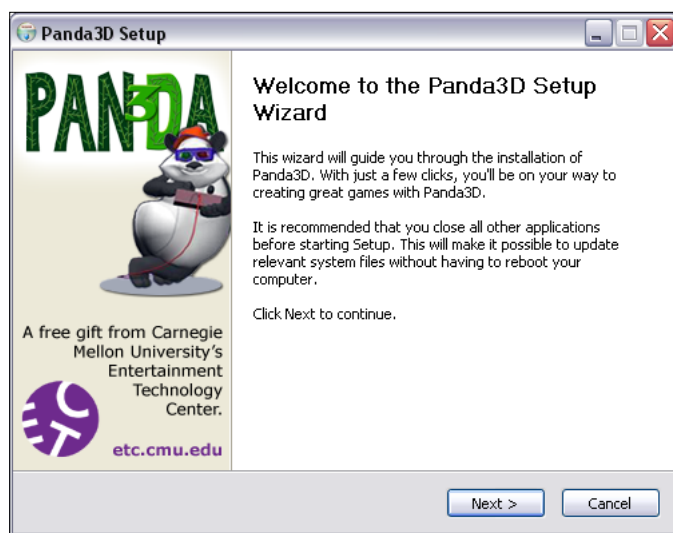 Panda3D Setup
PANDA
3
Welcome to the Panda3D Setup
Wizard
This wizard will guide you through the installation of
Panda3D. With just a few clicks, you'll be on your way to
creating great games with Panda3D.
It is recommended that you close all other applications
before starting Setup. This will make it possible to update
relevant system files without having to reboot your
computer.
Click Next to continue.
A free gift from Carnegie
Mellon University's
Entertainment
Technology
Center.
ETC
etc.cmu.edu
Next >
Cancel